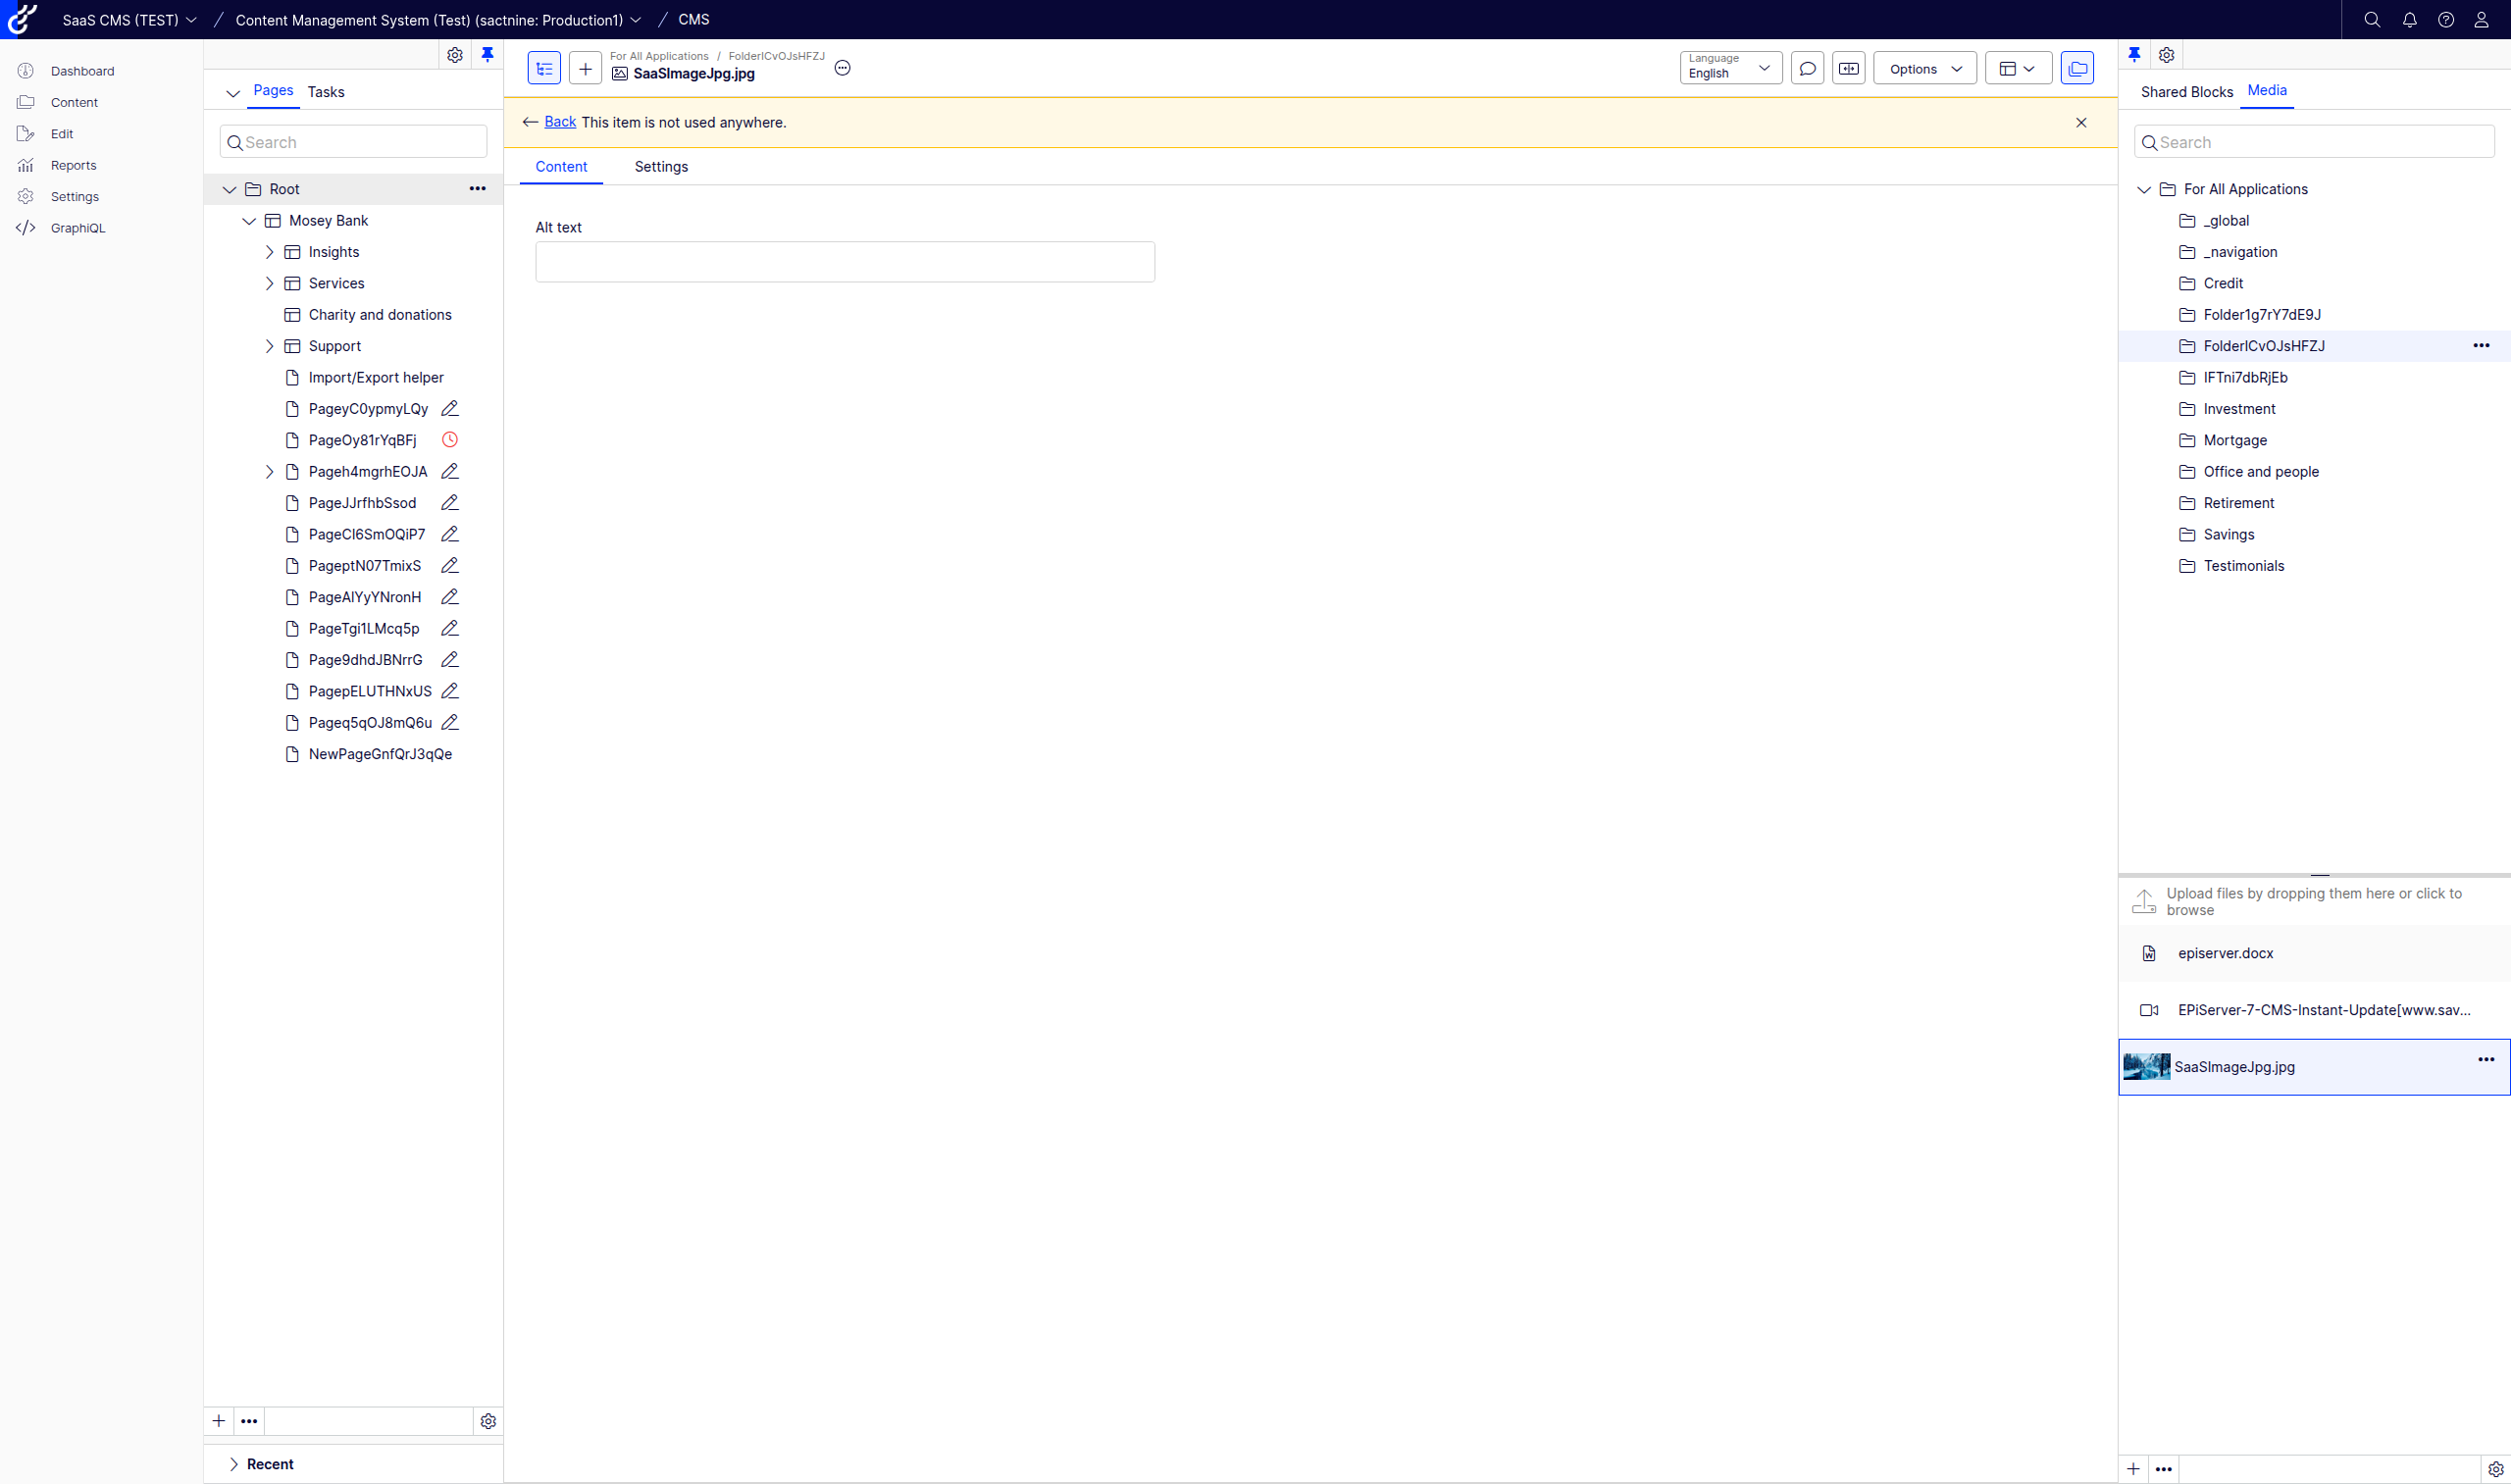 SaaS CMS (TEST) / Content Management System (Test) (sactnine: Production1) / CMS
Dashboard
Content
Edit
Reports
Settings
GraphiQL
Pages Tasks
Search
Root
Mosey Bank
Insights
Services
Charity and donations
Support
Import/Export helper
PageyC0ypmyLQy
PageOy81rYqBFj
Pageh4mgrhEOJA
PageJJrfhbSsod
PageCl6SmOQiP7
PageptN07TmixS
PageAlYyYNronH
PageTgi1LMcq5p
Page9dhdJBNrrG
PagepELUTHNxUS
Pageq5qOJ8mQ6u
NewPageGnfQrJ3qQe
Recent
For All Applications / FolderlCvOJsHFZJ
SaaSImageJpg.jpg
Language
English
Options
Back This item is not used anywhere.
Content Settings
Alt text
Shared Blocks Media
Search
For All Applications
_global
_navigation
Credit
Folder1g7rY7dE9J
FolderlCvOJsHFZJ
IFTni7dbRjEb
Investment
Mortgage
Office and people
Retirement
Savings
Testimonials
Upload files by dropping them here or click to
browse
episerver.docx
EPiServer-7-CMS-Instant-Update[www.sav...
SaaSImageJpg.jpg